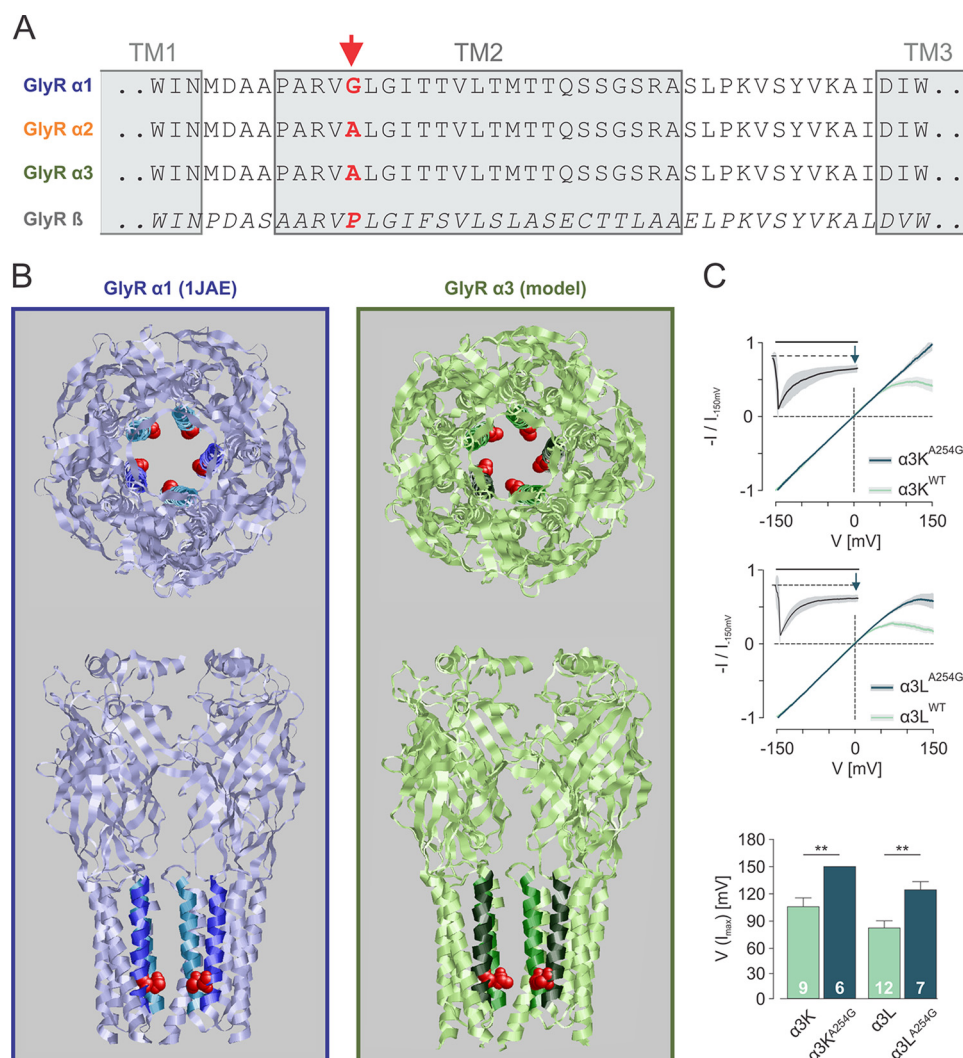 A
TM1 TM2 TM3
GlyR α1 ..WINMDAAPARVGLGITTVLTMTTQSSGSRASLPKVSYVKAIDIW..
GlyR α2 ..WINMDAAPARVALGITTVLTMTTQSSGSRASLPKVSYVKAIDIW..
GlyR α3 ..WINMDAAPARVALGITTVLTMTTQSSGSRASLPKVSYVKAIDIW..
GlyR ß ..WINPDASAARVPLGIFSVLSLASECTTLAAELPKVSYVKALDVW..
B
GlyR α1 (1JAE)
GlyR α3 (model)
C
1
0
-1
-I / I-150mV
α3KA254G
α3KWT
-150 0 150
V [mV]
1
0
-1
-I / I-150mV
α3LA254G
α3LWT
-150 0 150
V [mV]
V (Imax) [mV]
150
120
90
60
30
0
** **
9 6 12 7
α3K α3KA254G α3L α3LA254G